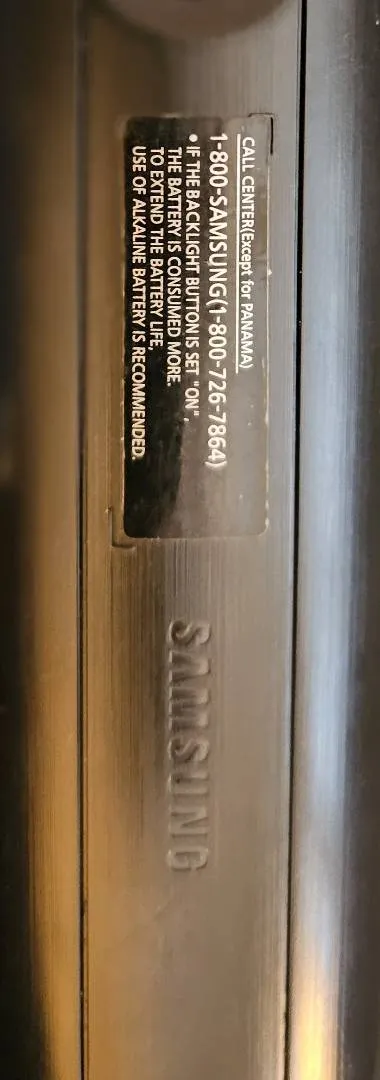 CALL CENTER(Except for PANAMA)
1-800-SAMSUNG(1-800-726-7864)
• IF THE BACKLIGHT BUTTON IS SET "ON",
THE BATTERY IS CONSUMED MORE.
TO EXTEND THE BATTERY LIFE,
USE OF ALKALINE BATTERY IS RECOMMENDED.
SAMSUNG